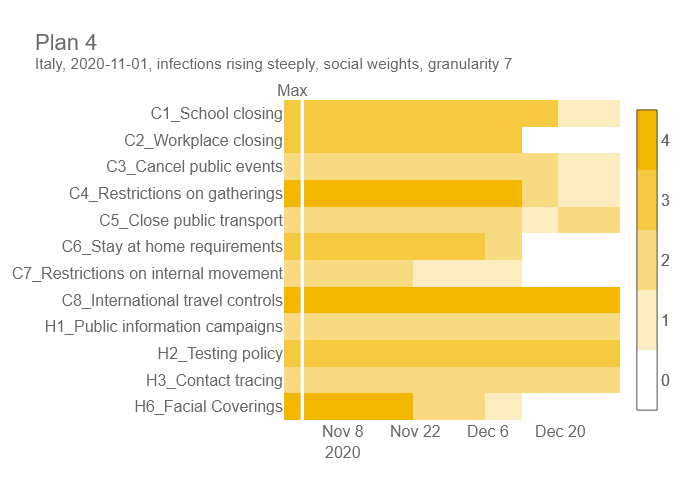 Plan 4
Italy, 2020-11-01, infections rising steeply, social weights, granularity 7
Max
C1_School closing
C2_Workplace closing
C3_Cancel public events
C4_Restrictions on gatherings
C5_Close public transport
C6_Stay at home requirements
C7_Restrictions on internal movement
C8_International travel controls
H1_Public information campaigns
H2_Testing policy
H3_Contact tracing
H6_Facial Coverings
Nov 8 Nov 22 Dec 6 Dec 20
2020
4
3
2
1
0